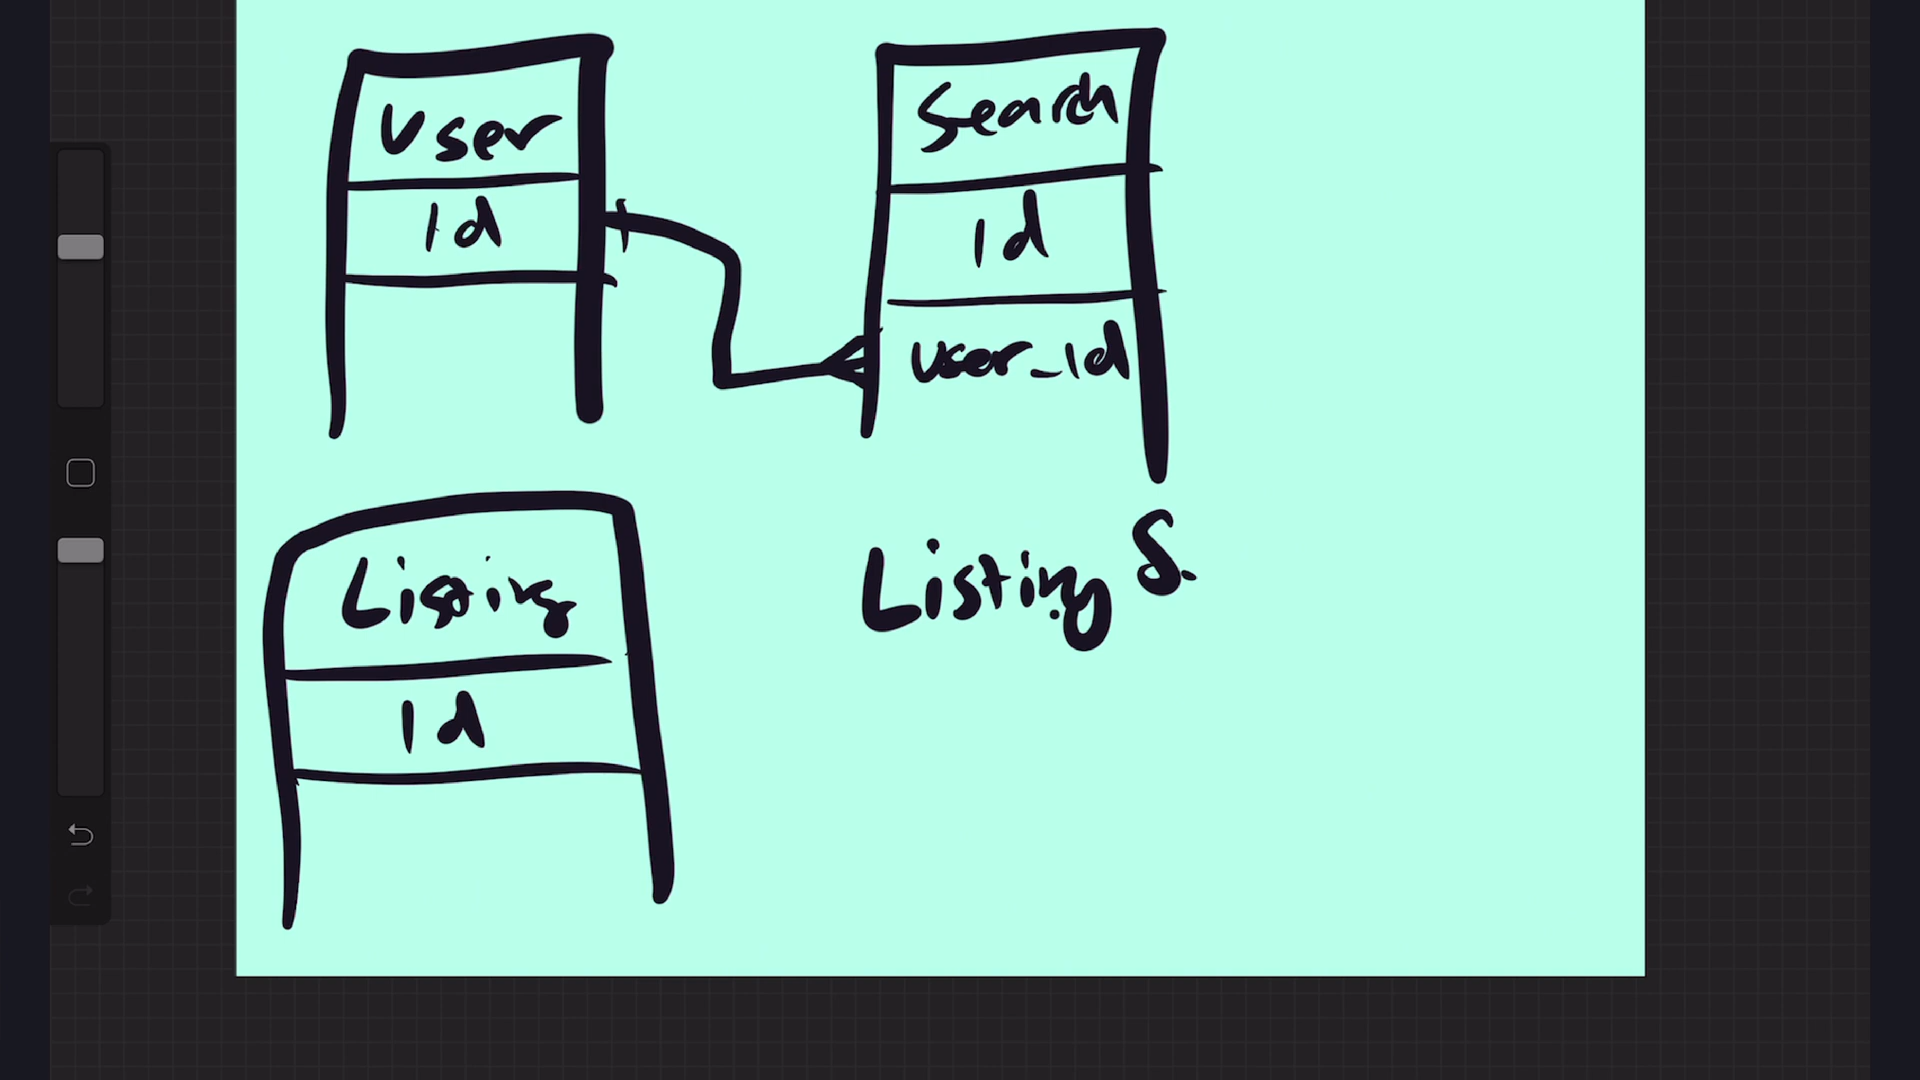 User
Id
Search
Id
user_id
Listing
Id
Listing S